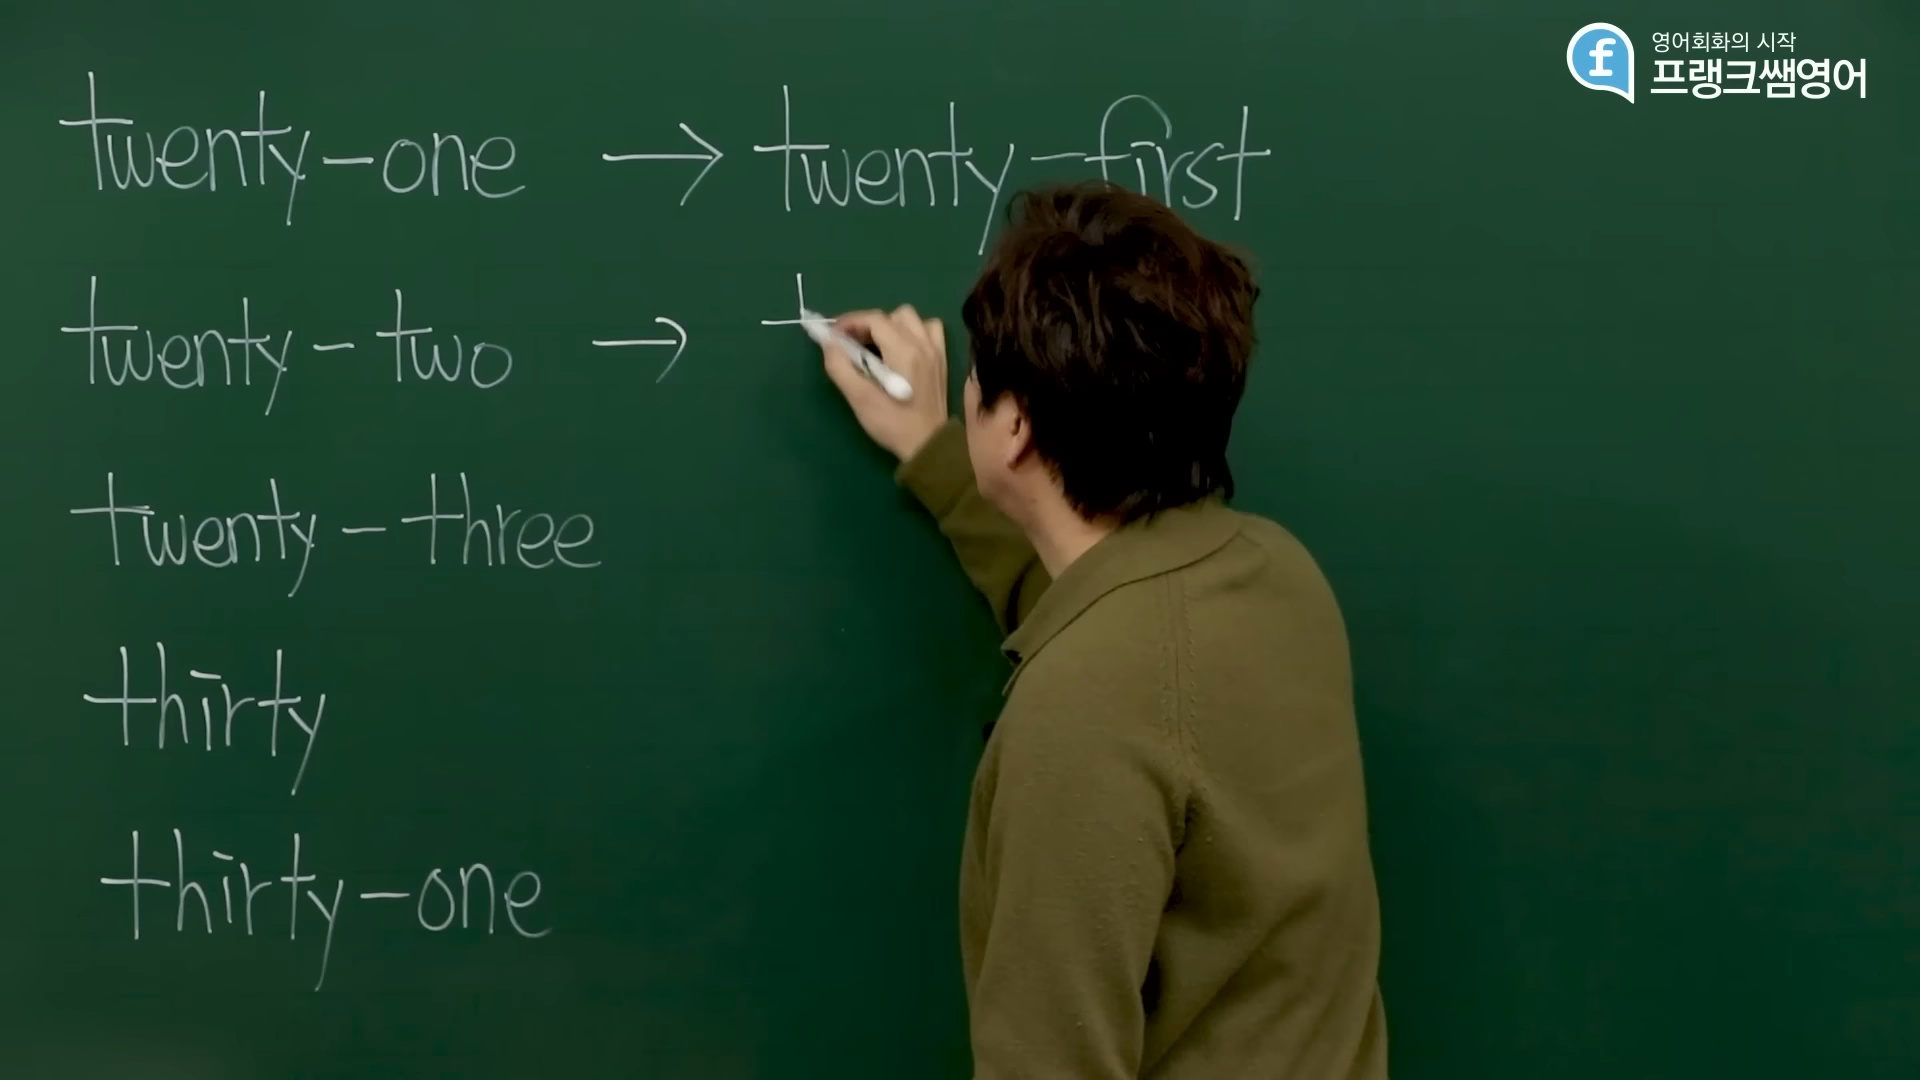 f 영어회화의 시작
프랭크쌤영어
twenty-one → twenty-first
twenty-two → t
twenty-three
thirty
thirty-one